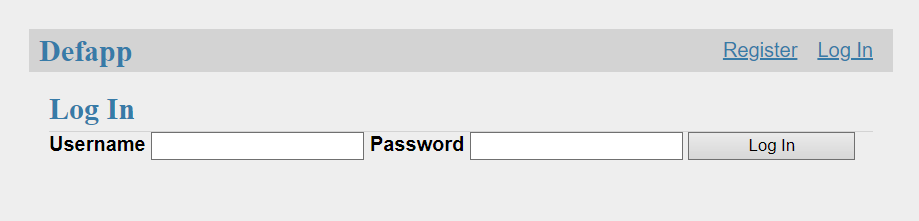 Defapp Register Log In
Log In
Username Password Log In